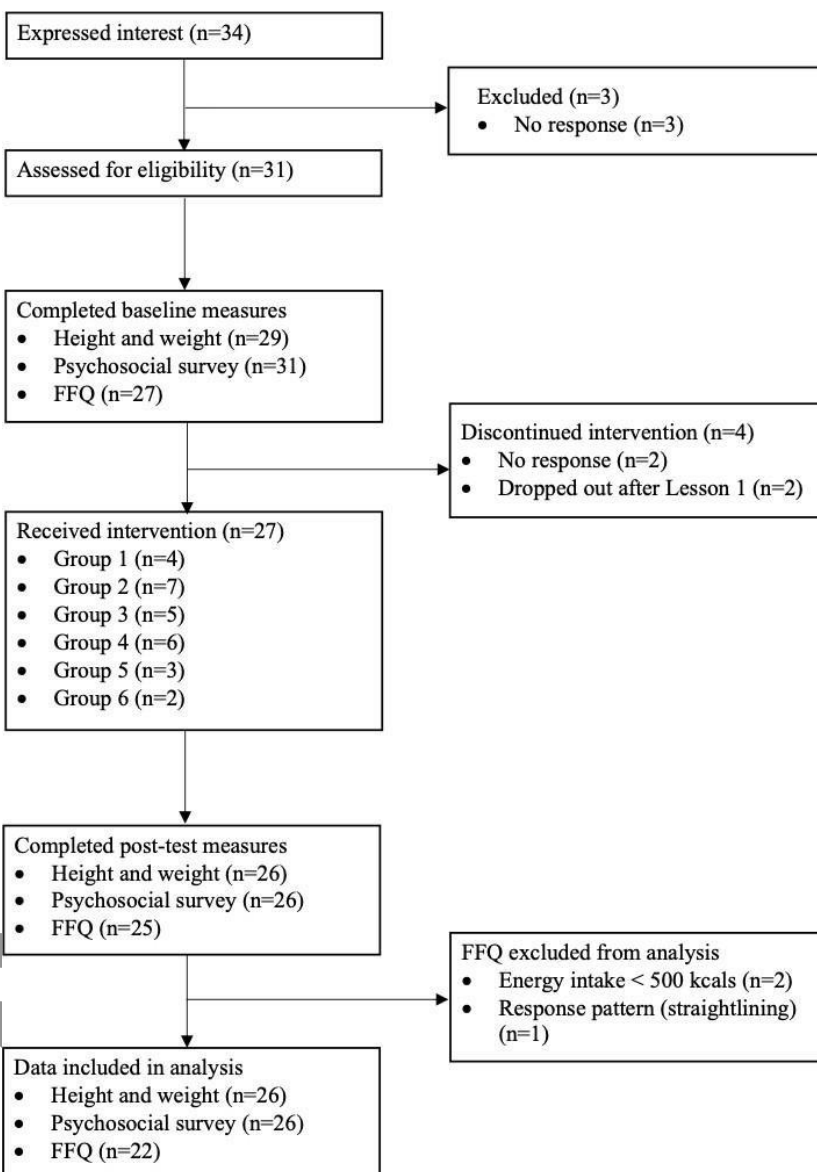 Expressed interest (n=34)
Excluded (n=3)
• No response (n=3)
Assessed for eligibility (n=31)
Completed baseline measures
• Height and weight (n=29)
• Psychosocial survey (n=31)
• FFQ (n=27)
Discontinued intervention (n=4)
• No response (n=2)
• Dropped out after Lesson 1 (n=2)
Received intervention (n=27)
• Group 1 (n=4)
• Group 2 (n=7)
• Group 3 (n=5)
• Group 4 (n=6)
• Group 5 (n=3)
• Group 6 (n=2)
Completed post-test measures
• Height and weight (n=26)
• Psychosocial survey (n=26)
• FFQ (n=25)
FFQ excluded from analysis
• Energy intake < 500 kcals (n=2)
• Response pattern (straightlining)
(n=1)
Data included in analysis
• Height and weight (n=26)
• Psychosocial survey (n=26)
• FFQ (n=22)